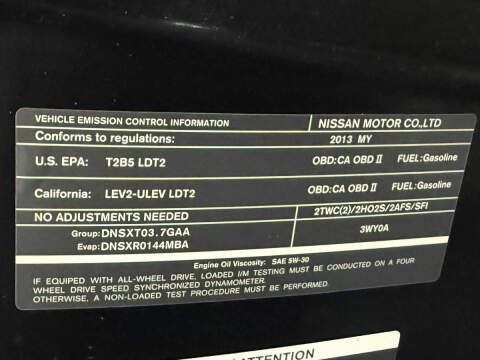 VEHICLE EMISSION CONTROL INFORMATION NISSAN MOTOR CO.,LTD
Conforms to regulations: 2013 MY
U.S. EPA: T2B5 LDT2 OBD:CA OBD II FUEL:Gasoline
California: LEV2-ULEV LDT2 OBD:CA OBD II FUEL:Gasoline
NO ADJUSTMENTS NEEDED 2TWC(2)/2HO2S/2AFS/SFI
Group:DNSXT03.7GAA 3WY0A
Evap:DNSXR0144MBA
Engine Oil Viscosity: SAE 5W-30
IF EQUIPPED WITH ALL-WHEEL DRIVE, LOADED I/M TESTING MUST BE CONDUCTED ON A FOUR
WHEEL DRIVE SPEED SYNCHRONIZED DYNAMOMETER.
OTHERWISE, A NON-LOADED TEST PROCEDURE MUST BE PERFORMED.
ATTENTION